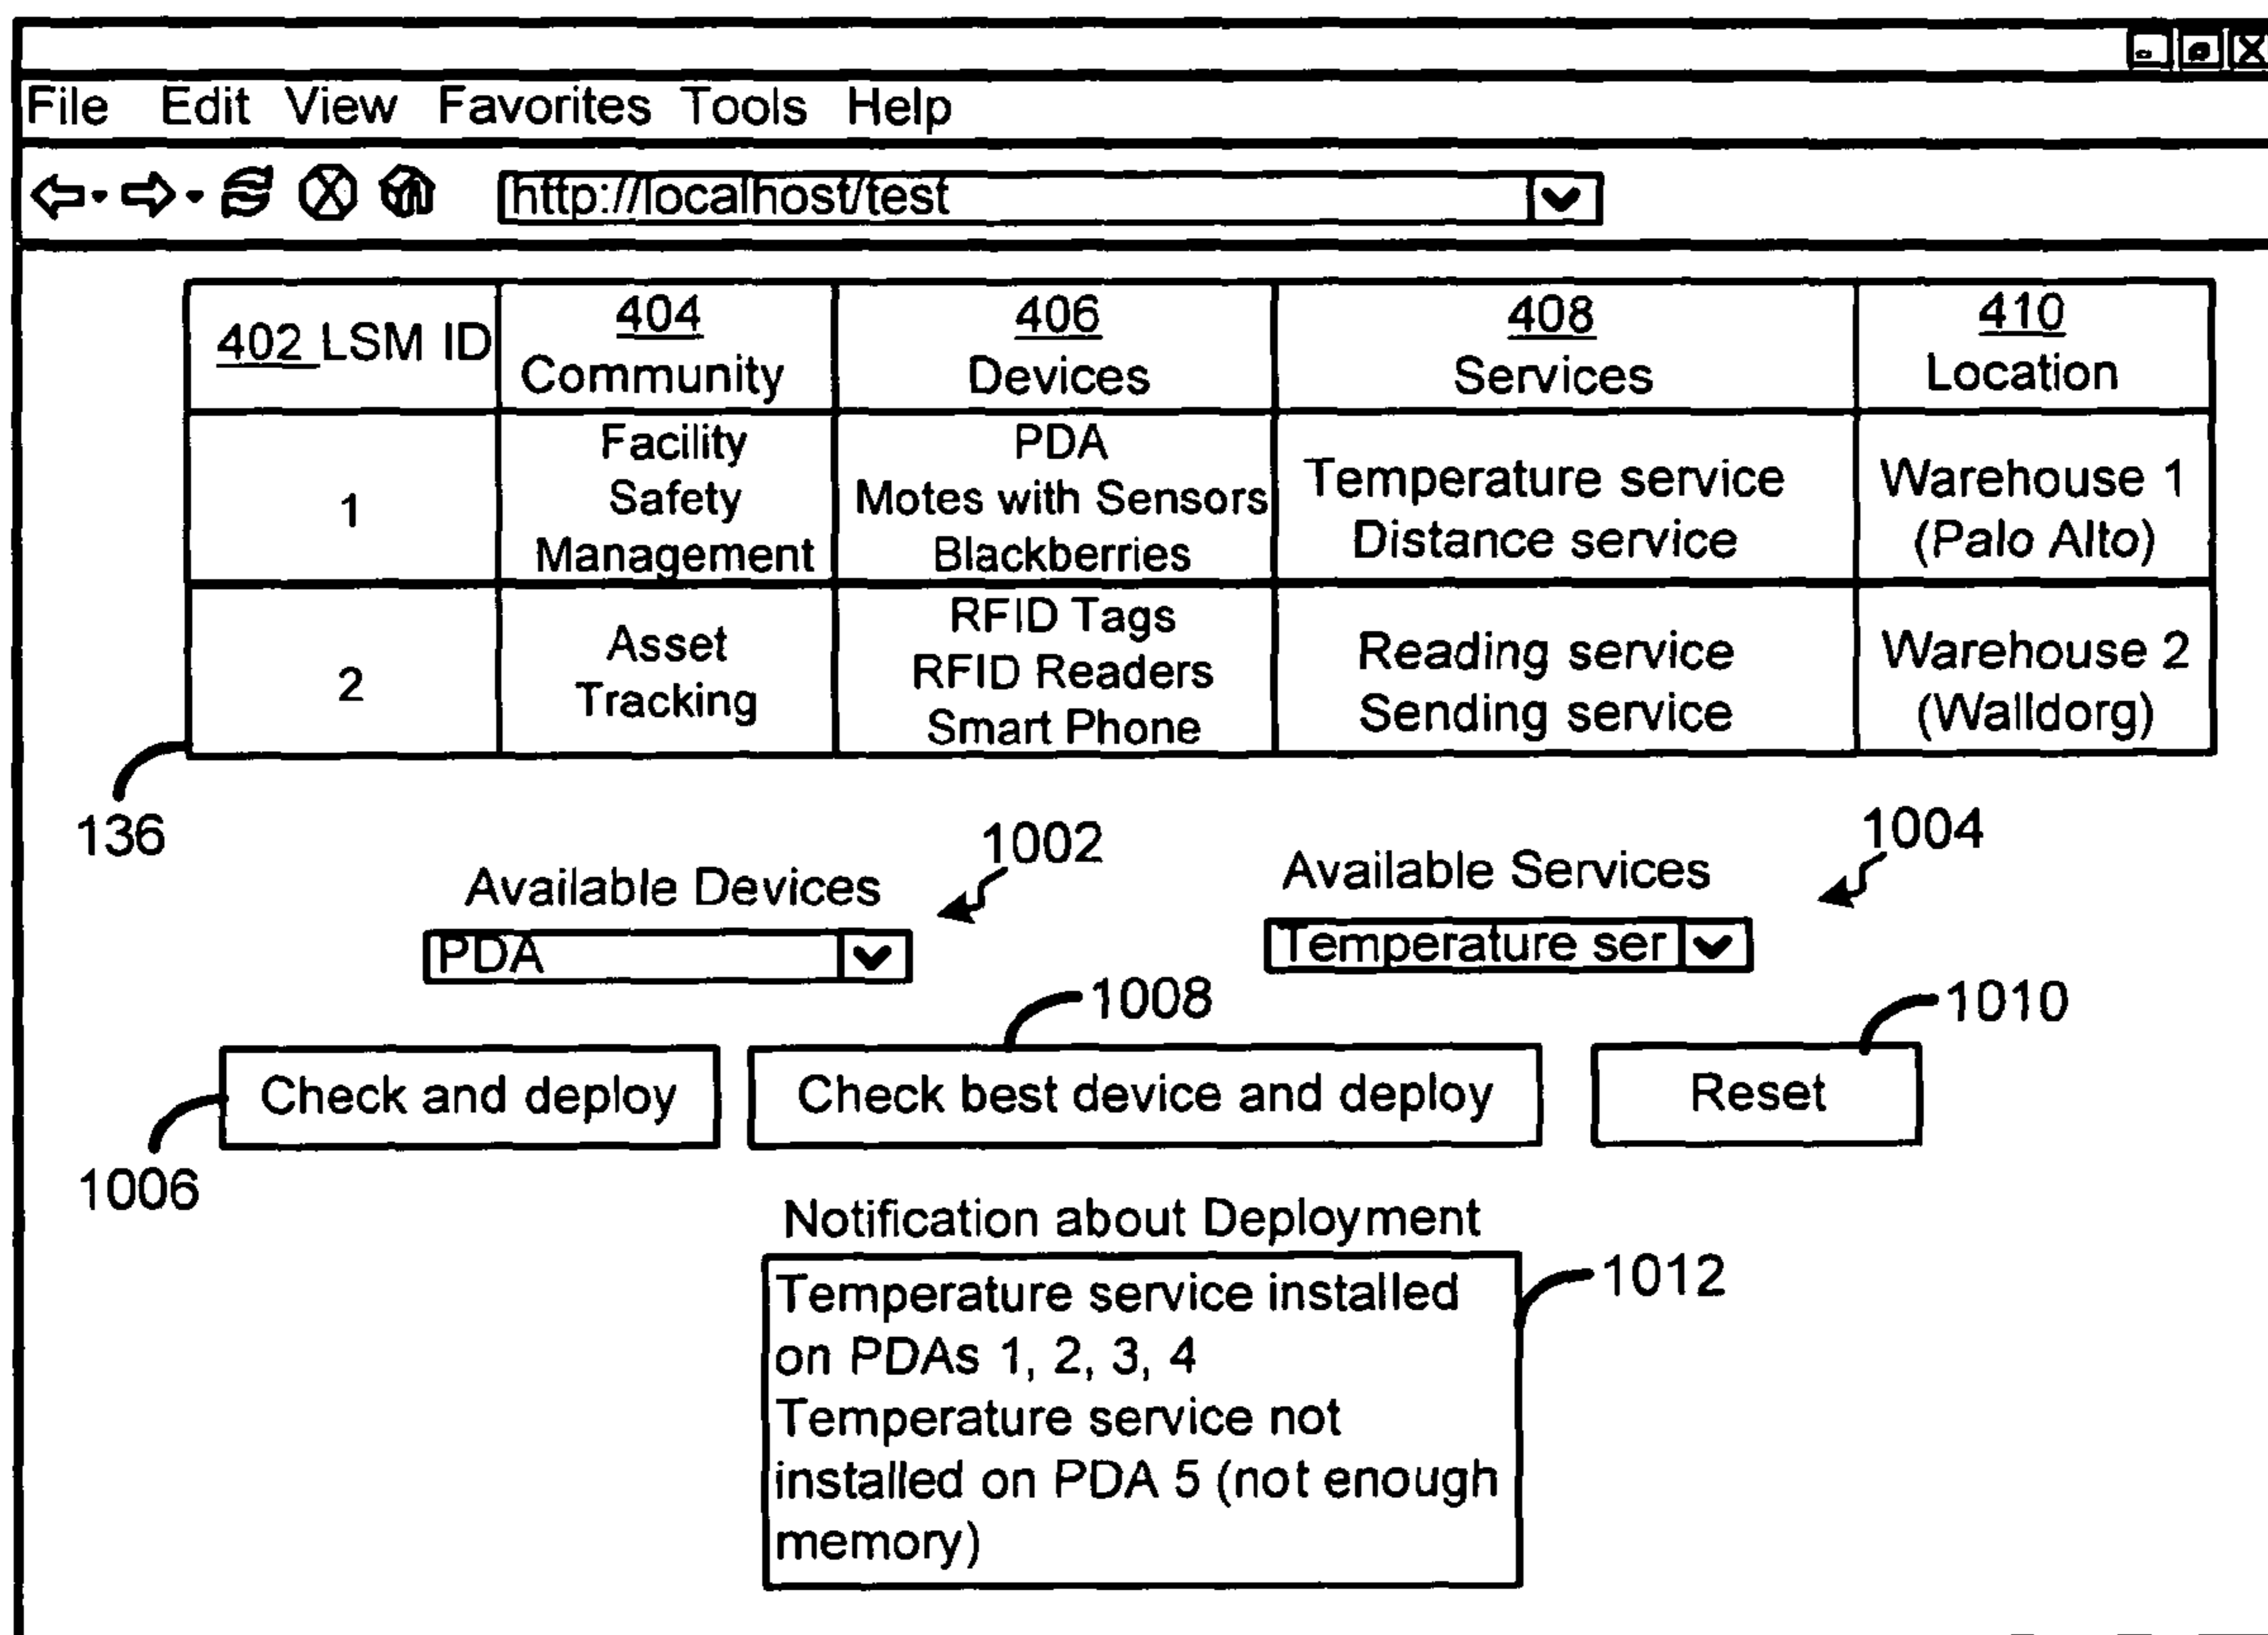 File Edit View Favorites Tools Help
http://localhost/test
402 LSM ID
404
Community
406
Devices
408
Services
410
Location
1
Facility
Safety
Management
PDA
Motes with Sensors
Blackberries
Temperature service
Distance service
Warehouse 1
(Palo Alto)
2
Asset
Tracking
RFID Tags
RFID Readers
Smart Phone
Reading service
Sending service
Warehouse 2
(Walldorg)
136
1002
1004
Available Devices
Available Services
PDA
Temperature ser
1008
1010
Check and deploy
Check best device and deploy
Reset
1006
Notification about Deployment
1012
Temperature service installed
on PDAs 1, 2, 3, 4
Temperature service not
installed on PDA 5 (not enough
memory)